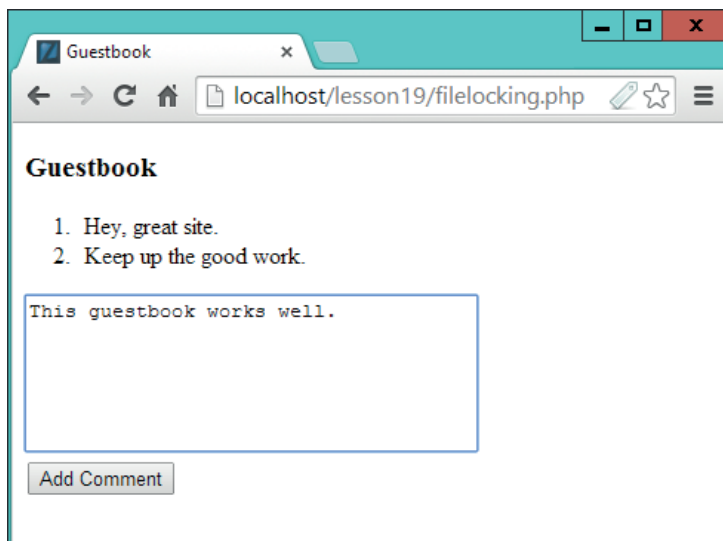 Guestbook
localhost/lesson19/filelocking.php
Guestbook
1. Hey, great site.
2. Keep up the good work.
This guestbook works well.
Add Comment